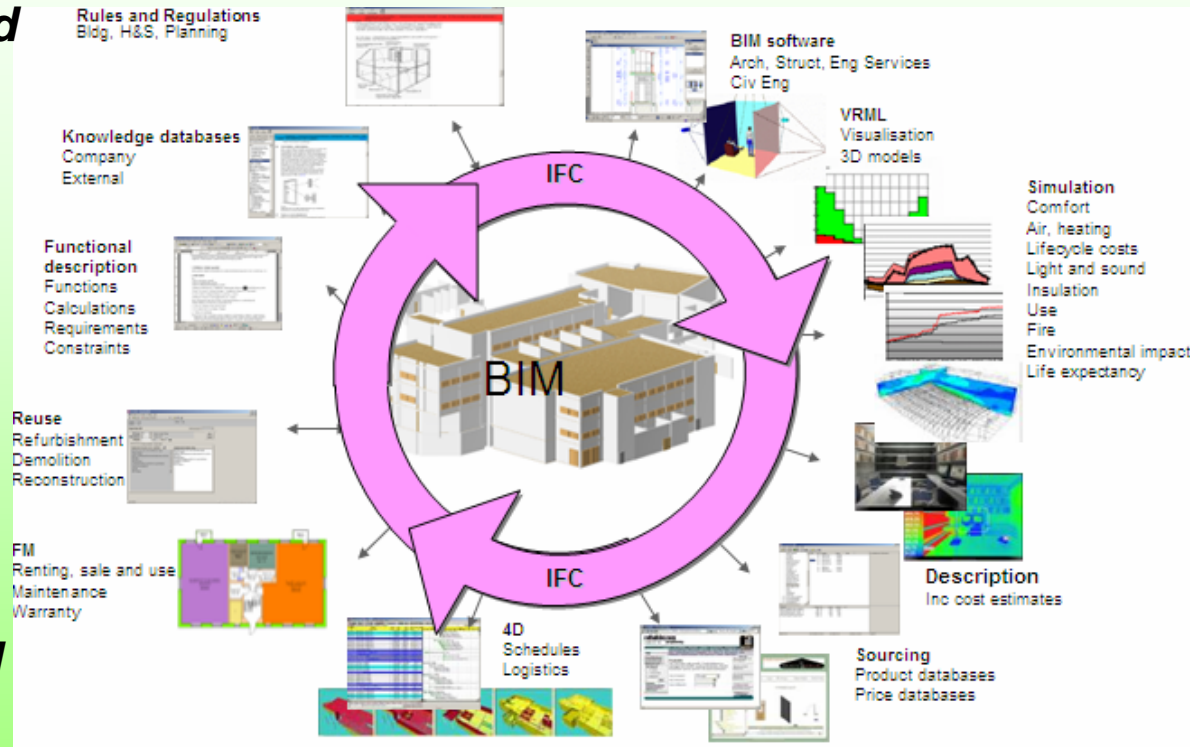 d
Rules and Regulations
Bldg, H&S, Planning
BIM software
Arch, Struct, Eng Services
Civ Eng
VRML
Visualisation
3D models
Knowledge databases
Company
External
IFC
Simulation
Comfort
Air, heating
Lifecycle costs
Light and sound
Insulation
Use
Fire
Environmental impact
Life expectancy
Functional
description
Functions
Calculations
Requirements
Constraints
BIM
Reuse
Refurbishment
Demolition
Reconstruction
FM
Renting, sale and use
Maintenance
Warranty
IFC
Description
Inc cost estimates
4D
Schedules
Logistics
Sourcing
Product databases
Price databases